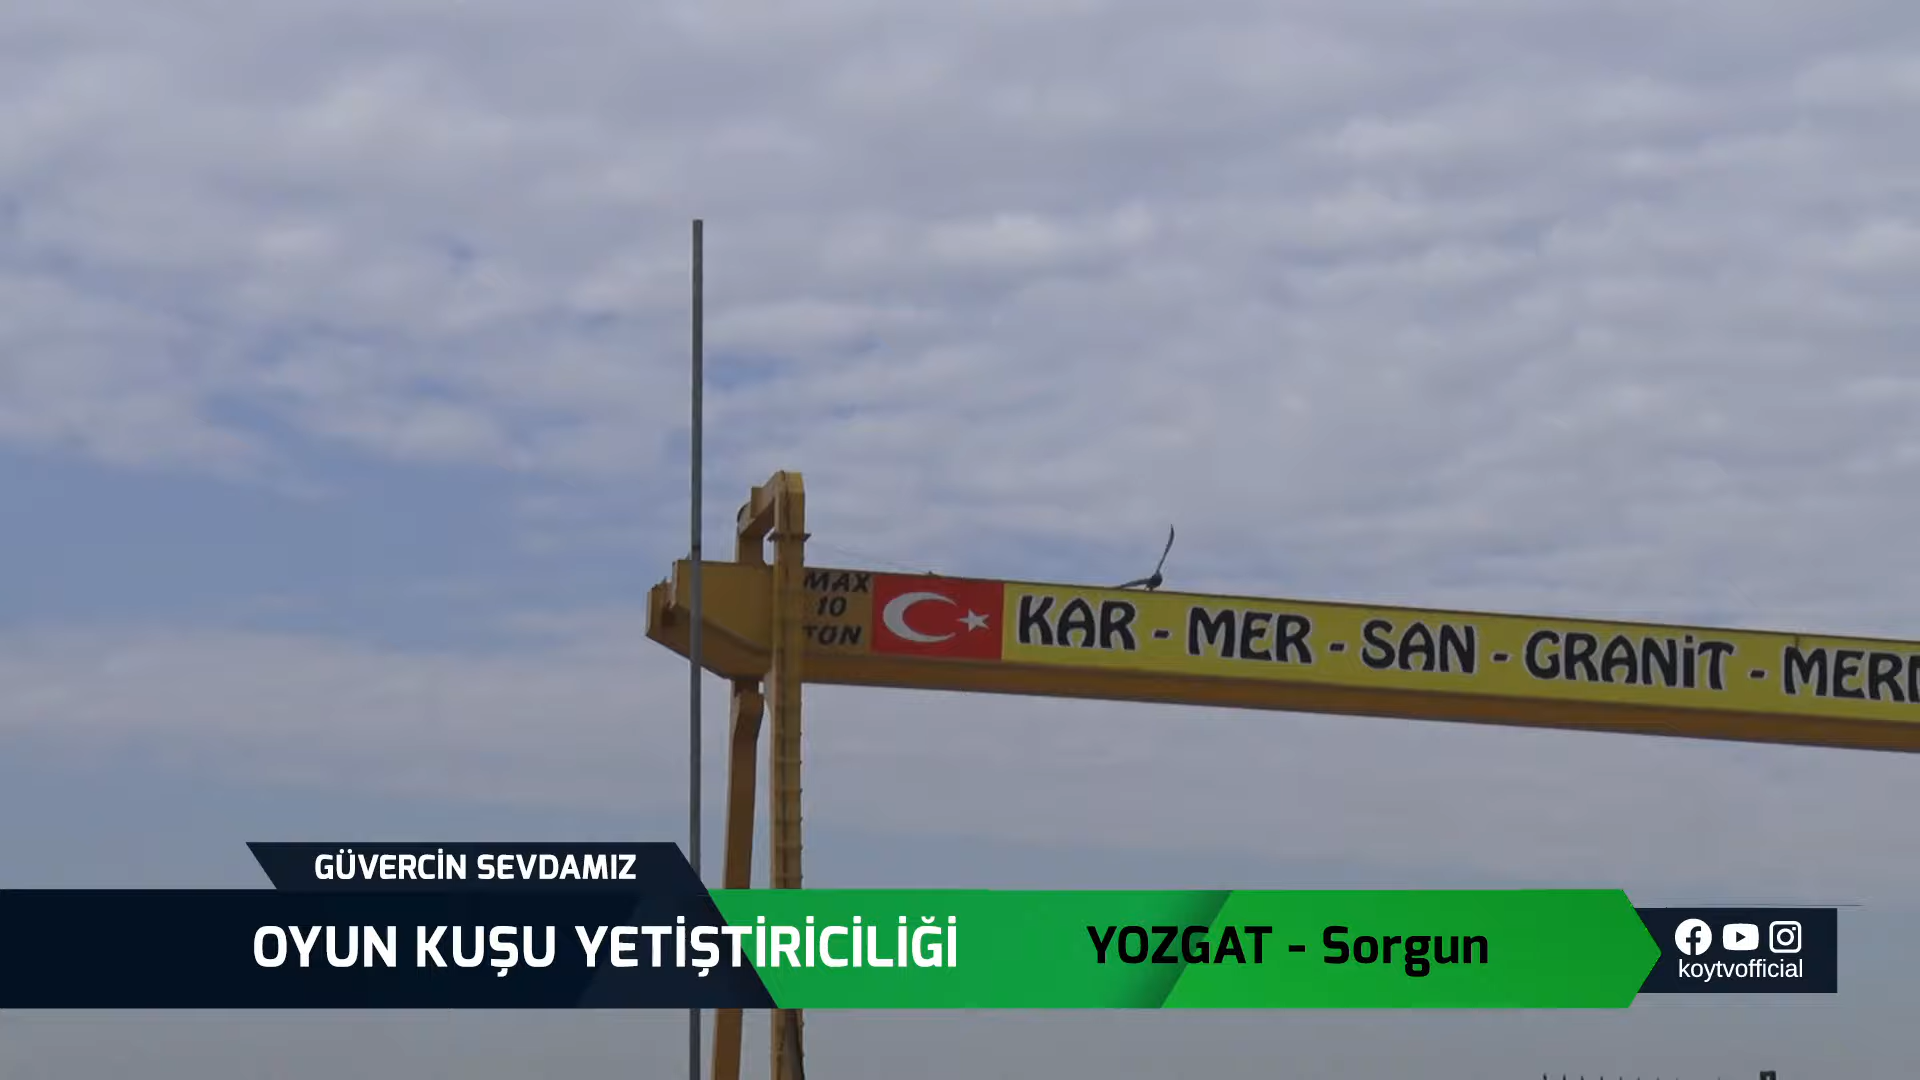 MAX
10
TON
KAR - MER - SAN - GRANİT - MER
GÜVERCİN SEVDAMIZ
OYUN KUŞU YETİŞTİRİCİLİĞİ
YOZGAT - Sorgun
koytvofficial